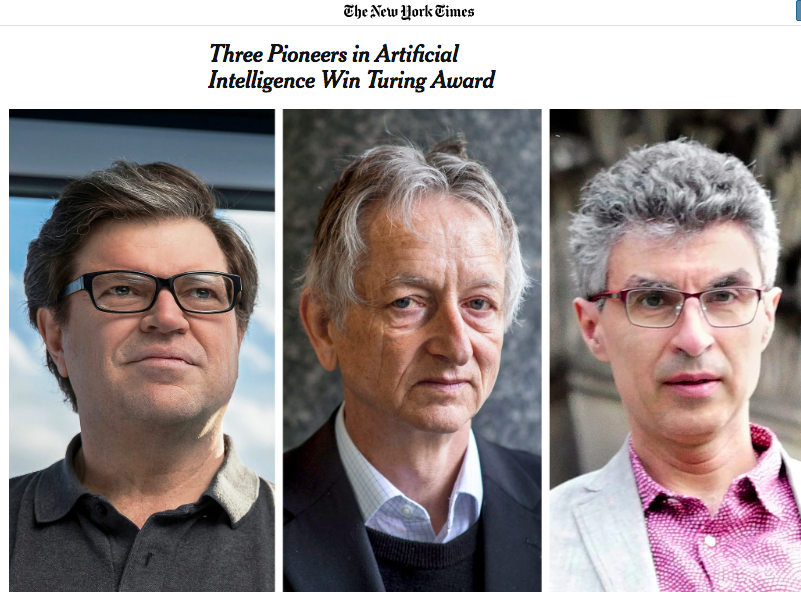 The New York Times
Three Pioneers in Artificial
Intelligence Win Turing Award